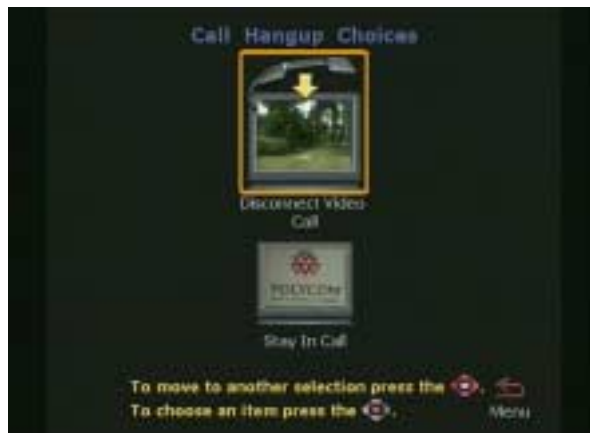 Call Hangup Choices
Disconnect Video
Call
POLYCOM
Stay In Call
To move to another selection press the .
To choose an item press the .
Menu